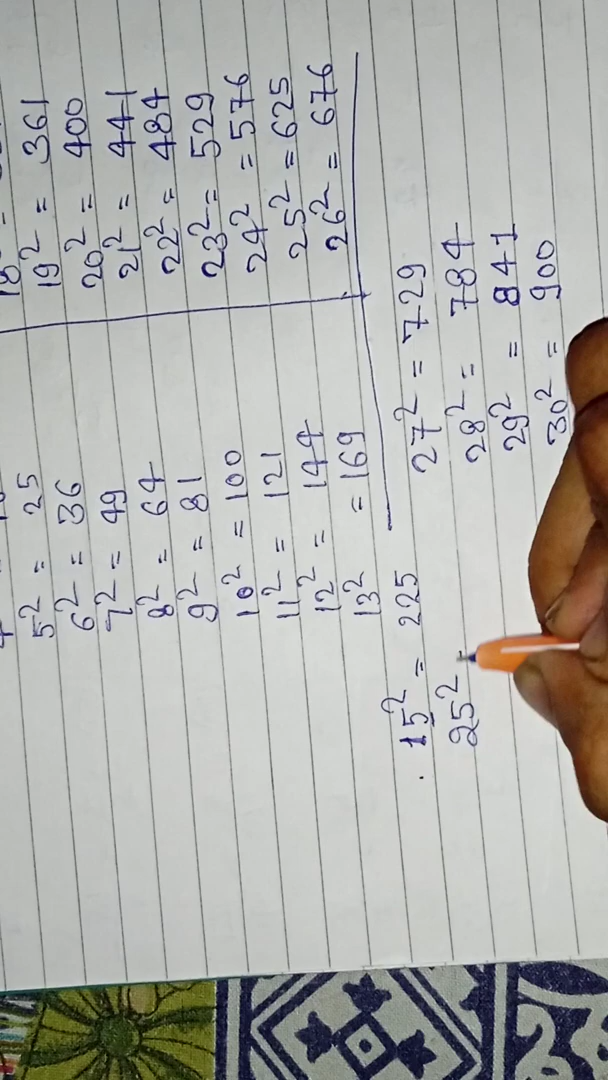 5² = 25
6² = 36
7² = 49
8² = 64
9² = 81
10² = 100
11² = 121
12² = 144
13² = 169
19² = 361
20² = 400
21² = 441
22² = 484
23² = 529
24² = 576
25² = 625
26² = 676
15² = 225
25²
27² = 729
28² = 784
29² = 841
30² = 900